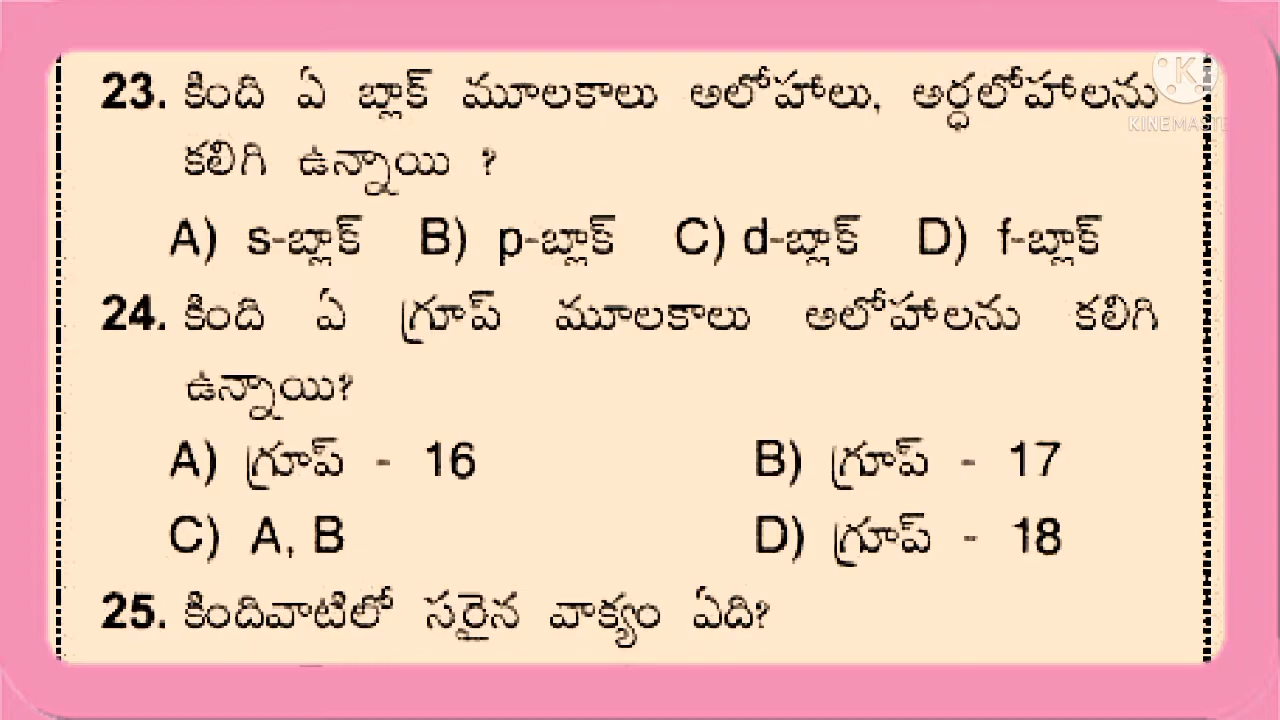 23. కింది ఏ బ్లాక్ మూలకాలు అలోహాలు, అర్ధలోహాలను
కలిగి ఉన్నాయి ?
A) s-బ్లాక్ B) p-బ్లాక్ C) d-బ్లాక్ D) f-బ్లాక్
24. కింది ఏ గ్రూప్ మూలకాలు అలోహాలను కలిగి
ఉన్నాయి?
A) గ్రూప్ - 16 B) గ్రూప్ - 17
C) A, B D) గ్రూప్ - 18
25. కిందివాటిలో సరైన వాక్యం ఏది?
K
KINEMASTE